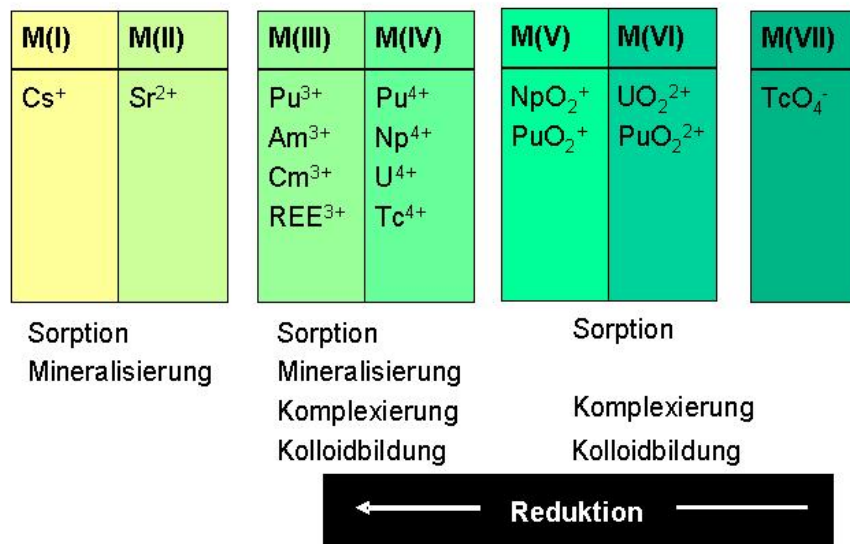 M(I) M(II) M(III) M(IV) M(V) M(VI) M(VII)
Cs⁺ Sr²⁺ Pu³⁺ Pu⁴⁺ NpO₂⁺ UO₂²⁺ TcO₄⁻
Am³⁺ Np⁴⁺ PuO₂⁺ PuO₂²⁺
Cm³⁺ U⁴⁺
REE³⁺ Tc⁴⁺
Sorption Sorption Sorption
Mineralisierung Mineralisierung
Komplexierung Komplexierung
Kolloidbildung Kolloidbildung
Reduktion